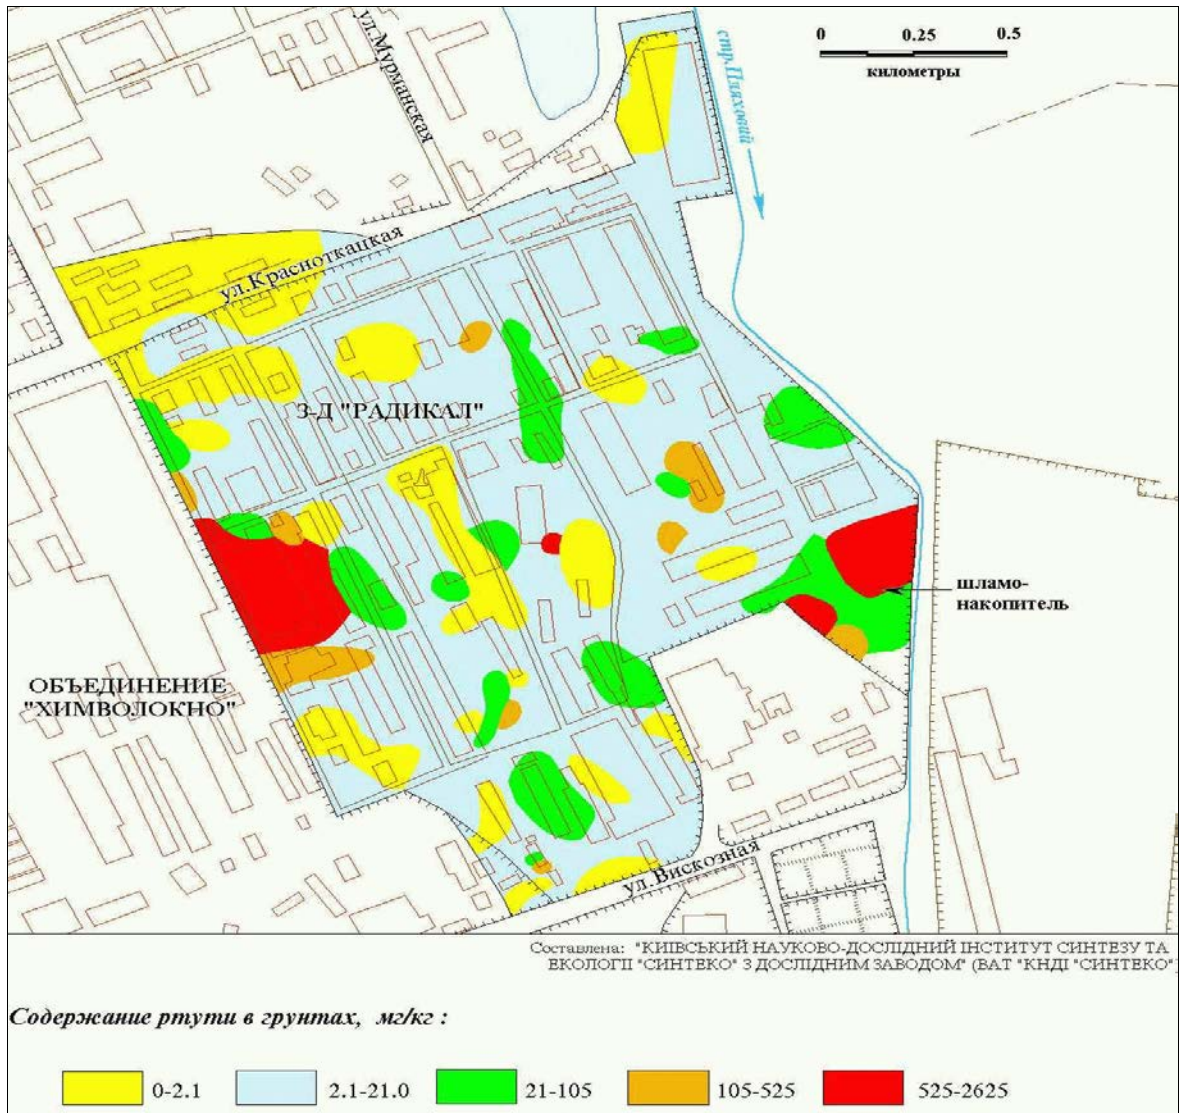 ул.Мурманская
0 0.25 0.5
километры
стр.Пляховий
ул.Красноткацкая
З-Д "РАДИКАЛ"
шламо-
накопитель
ОБЪЕДИНЕНИЕ
"ХИМВОЛОКНО"
ул.Вискозная
Составлена: "КИЇВСЬКИЙ НАУКОВО-ДОСЛІДНИЙ ІНСТИТУТ СИНТЕЗУ ТА
ЕКОЛОГІЇ "СИНТЕКО" З ДОСЛІДНИМ ЗАВОДОМ" (ВАТ "КНДІ "СИНТЕКО"
Содержание ртути в грунтах, мг/кг :
0-2.1 2.1-21.0 21-105 105-525 525-2625